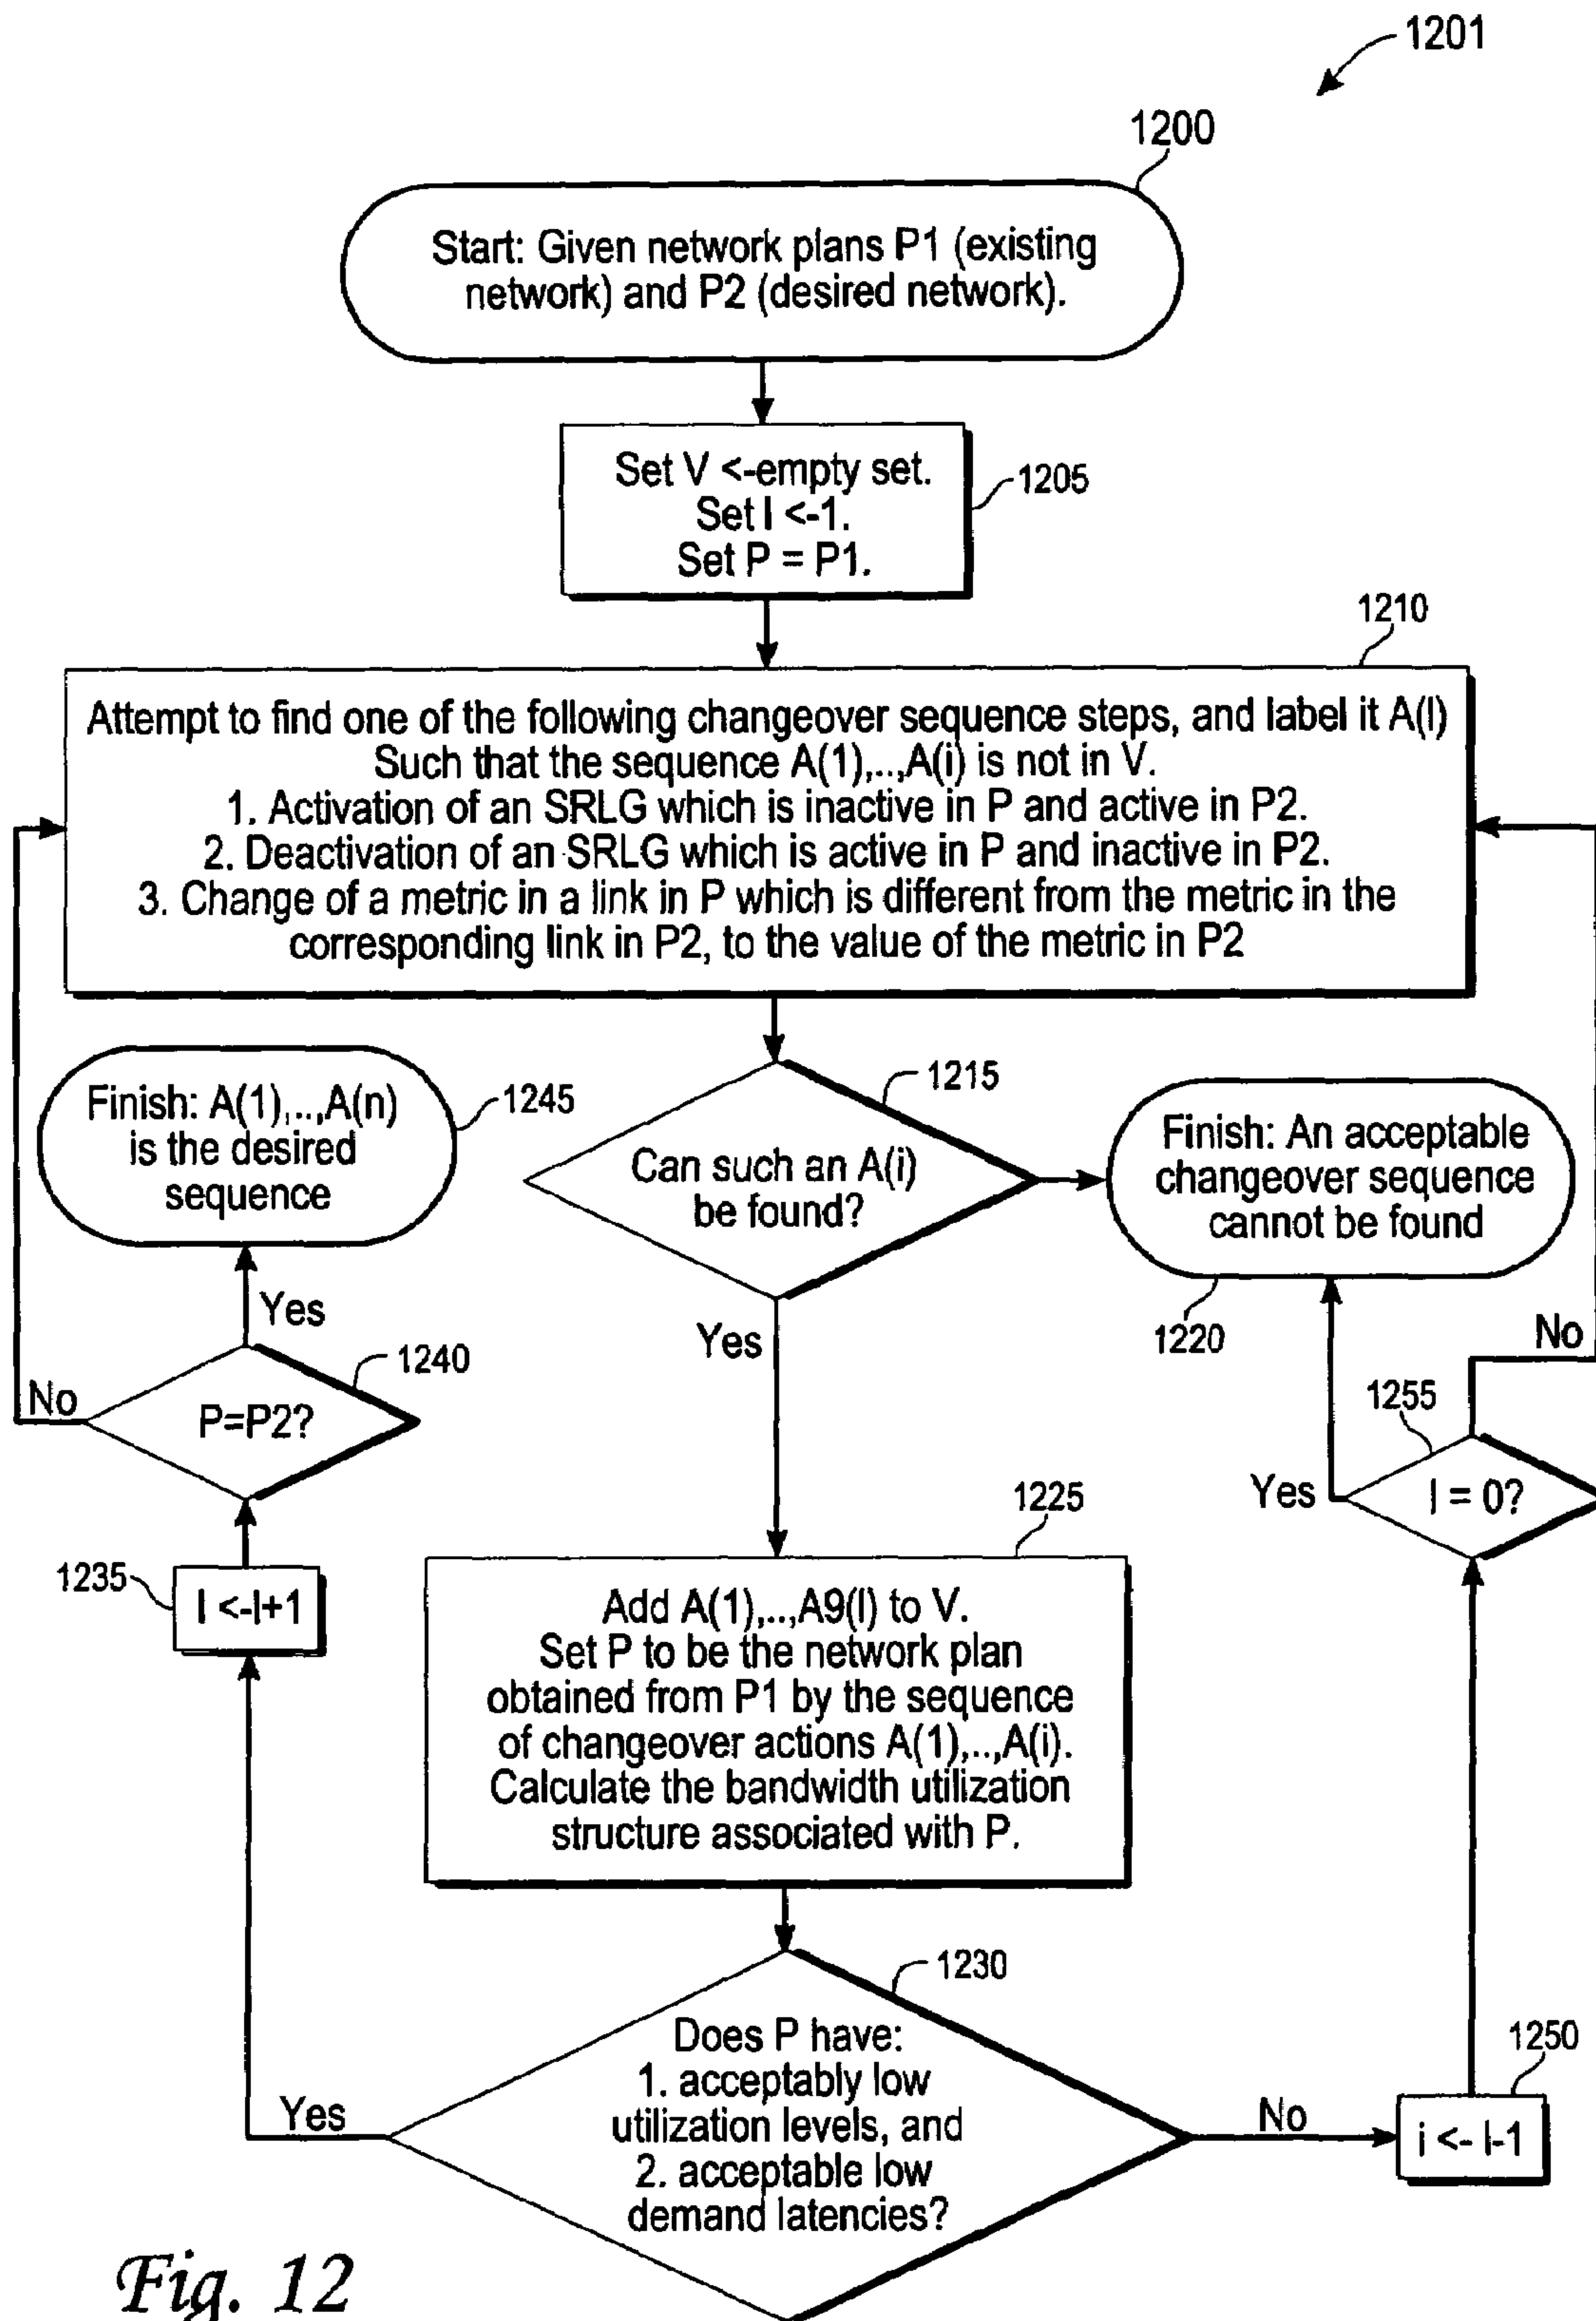 1201
1200
Start: Given network plans P1 (existing
network) and P2 (desired network).
Set V <-empty set.
Set I <-1.
Set P = P1.
1205
1210
Attempt to find one of the following changeover sequence steps, and label it A(I)
Such that the sequence A(1),..,A(i) is not in V.
1. Activation of an SRLG which is inactive in P and active in P2.
2. Deactivation of an SRLG which is active in P and inactive in P2.
3. Change of a metric in a link in P which is different from the metric in the
corresponding link in P2, to the value of the metric in P2
1215
Can such an A(i)
be found?
Yes
Finish: A(1),..,A(n)
is the desired
sequence
1245
Finish: An acceptable
changeover sequence
cannot be found
1220
Yes
1240
No
P=P2?
No
1255
Yes
I = 0?
1235
I <-I+1
1225
Add A(1),..,A9(I) to V.
Set P to be the network plan
obtained from P1 by the sequence
of changeover actions A(1),..,A(i).
Calculate the bandwidth utilization
structure associated with P.
1230
Does P have:
1. acceptably low
utilization levels, and
2. acceptable low
demand latencies?
Yes
No
1250
i <- I-1
Fig. 12